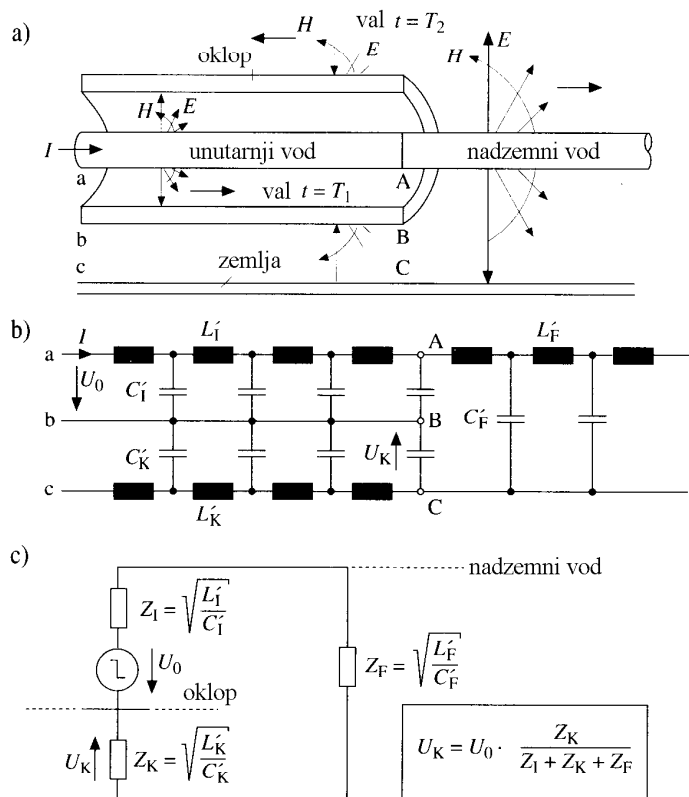 a)
H
val t = T₂
E
oklop
H
E
H
E
I
unutarnji vod
nadzemni vod
a
A
val t = T₁
b
B
c
zemlja
C
b)
a
I
L′I
A
L′F
U₀
C′I
b
B
C′F
C′K
UK
c
L′K
C
c)
nadzemni vod
ZI = √(L′I / C′I)
U₀
ZF = √(L′F / C′F)
oklop
UK
ZK = √(L′K / C′K)
UK = U₀ · ZK / (ZI + ZK + ZF)